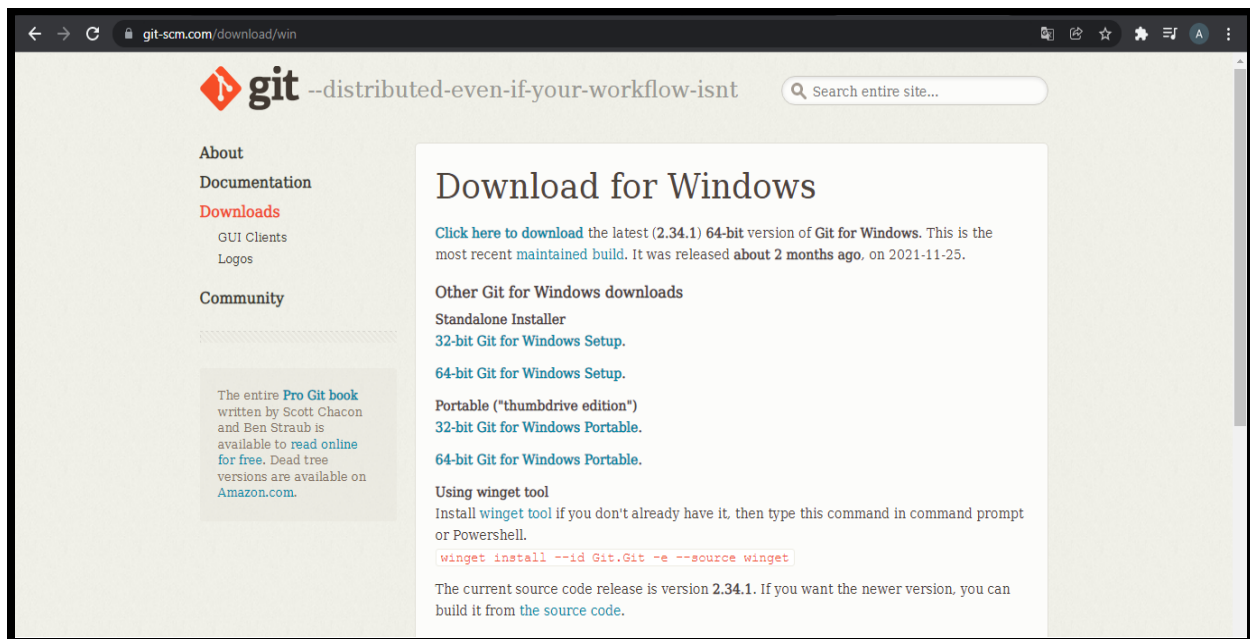 git-scm.com/download/win
A
git --distributed-even-if-your-workflow-isnt
Search entire site...
About
Documentation
Downloads
GUI Clients
Logos
Community
The entire Pro Git book
written by Scott Chacon
and Ben Straub is
available to read online
for free. Dead tree
versions are available on
Amazon.com.
Download for Windows
Click here to download the latest (2.34.1) 64-bit version of Git for Windows. This is the
most recent maintained build. It was released about 2 months ago, on 2021-11-25.
Other Git for Windows downloads
Standalone Installer
32-bit Git for Windows Setup.
64-bit Git for Windows Setup.
Portable ("thumbdrive edition")
32-bit Git for Windows Portable.
64-bit Git for Windows Portable.
Using winget tool
Install winget tool if you don't already have it, then type this command in command prompt
or Powershell.
winget install --id Git.Git -e --source winget
The current source code release is version 2.34.1. If you want the newer version, you can
build it from the source code.